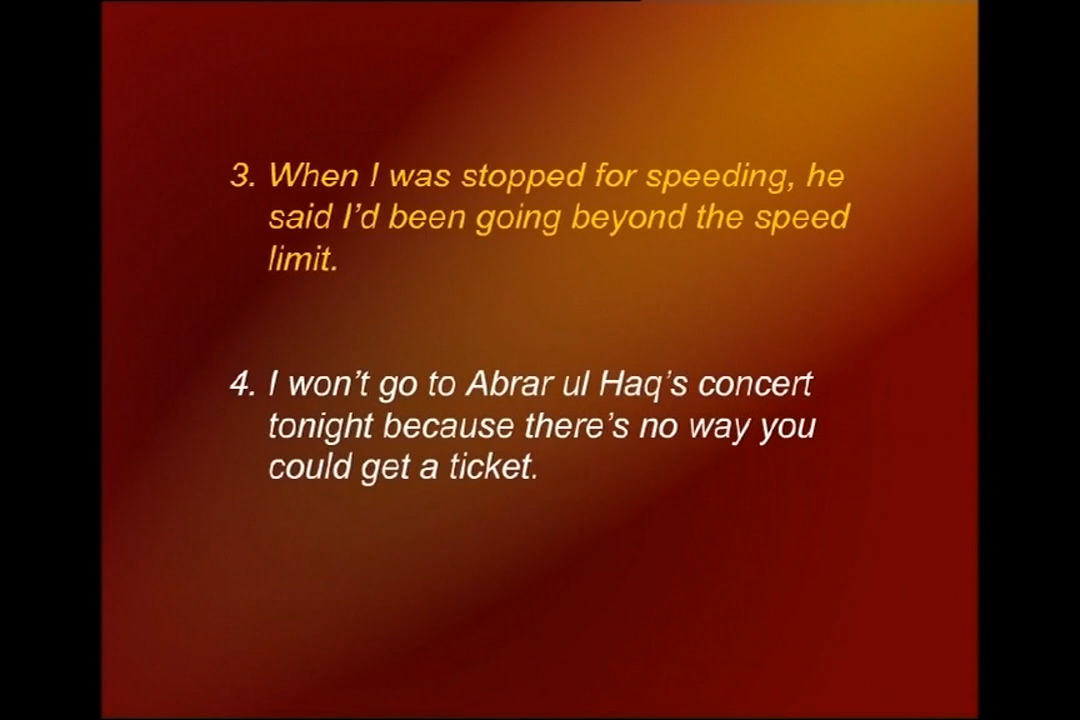 3. When I was stopped for speeding, he
said I’d been going beyond the speed
limit.
4. I won’t go to Abrar ul Haq’s concert
tonight because there’s no way you
could get a ticket.